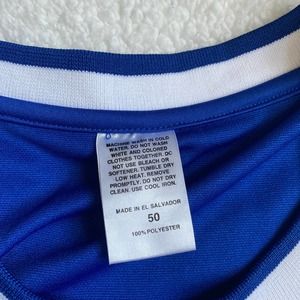 MACHINE WASH IN COLD
WATER. DO NOT WASH
WHITE AND COLORED
CLOTHES TOGETHER. DO
NOT USE BLEACH OR
SOFTENER. TUMBLE DRY
LOW HEAT. REMOVE
PROMPTLY. DO NOT DRY
CLEAN. USE COOL IRON.
MADE IN EL SALVADOR
50
100% POLYESTER